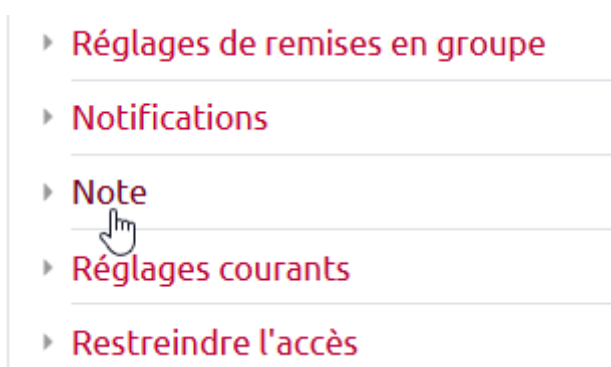 Réglages de remises en groupe
Notifications
Note
Réglages courants
Restreindre l'accès